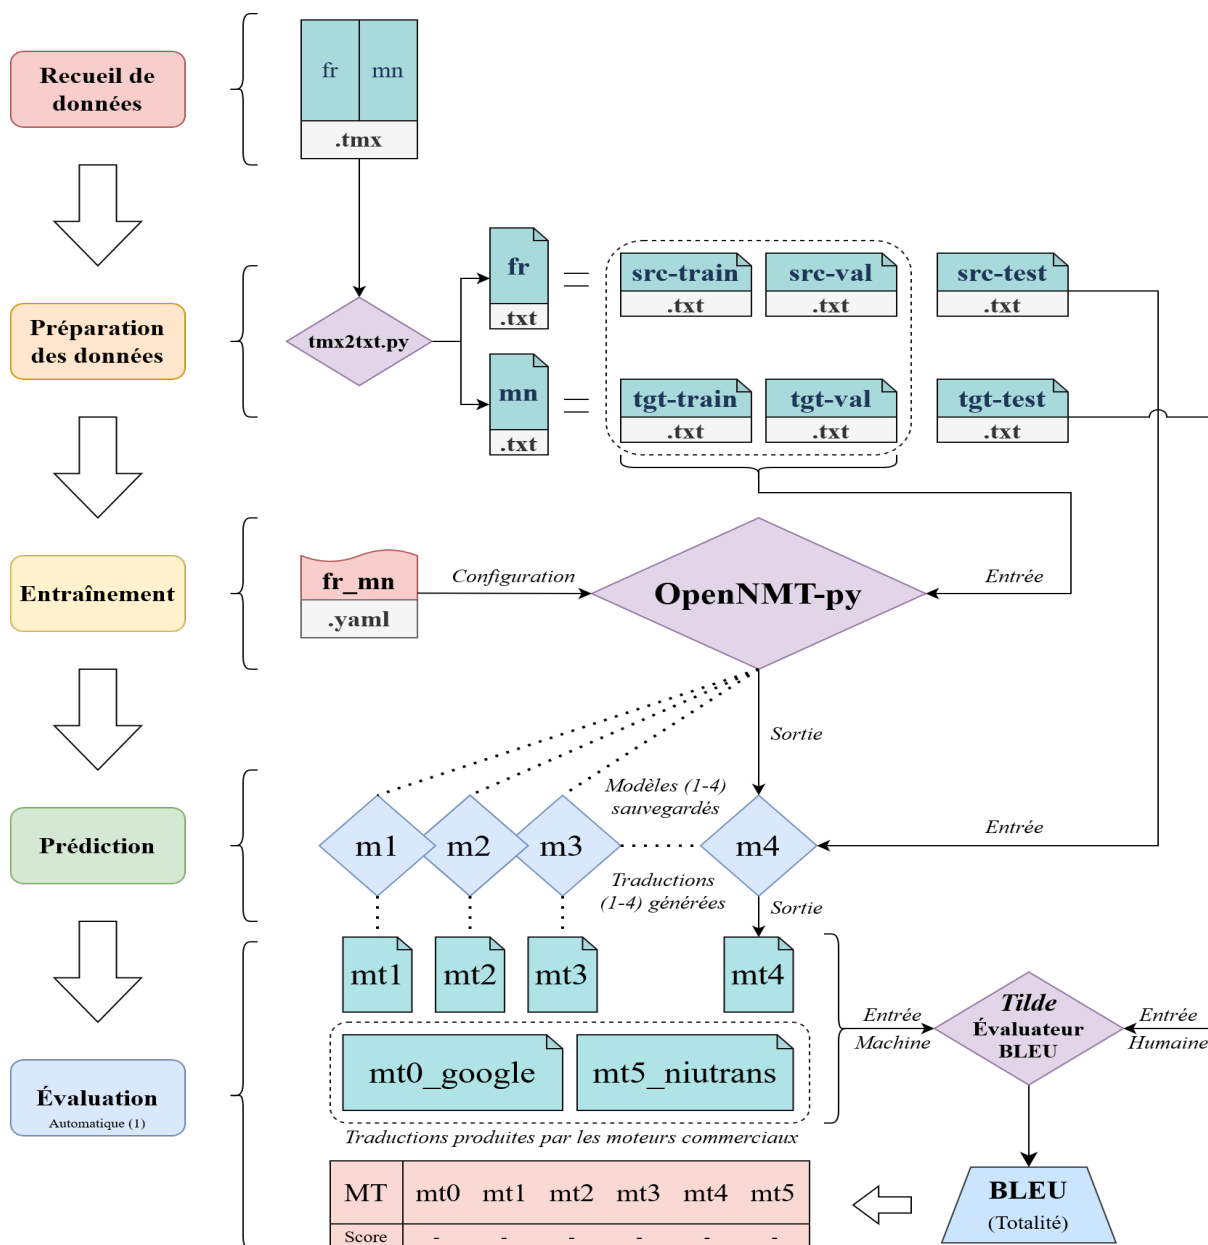 Recueil de
données
fr
mn
.tmx
Préparation
des données
tmx2txt.py
fr
.txt
=
src-train
.txt
src-val
.txt
src-test
.txt
mn
.txt
=
tgt-train
.txt
tgt-val
.txt
tgt-test
.txt
Entraînement
fr_mn
.yaml
Configuration
OpenNMT-py
Entrée
Sortie
Prédiction
Modèles (1-4)
sauvegardés
m1
m2
m3
m4
Entrée
Traductions
(1-4) générées
Sortie
Évaluation
Automatique (1)
mt1
mt2
mt3
mt4
mt0_google
mt5_niutrans
Traductions produites par les moteurs commerciaux
Entrée
Machine
Tilde
Évaluateur
BLEU
Entrée
Humaine
MT mt0 mt1 mt2 mt3 mt4 mt5
Score - - - - - -
BLEU
(Totalité)